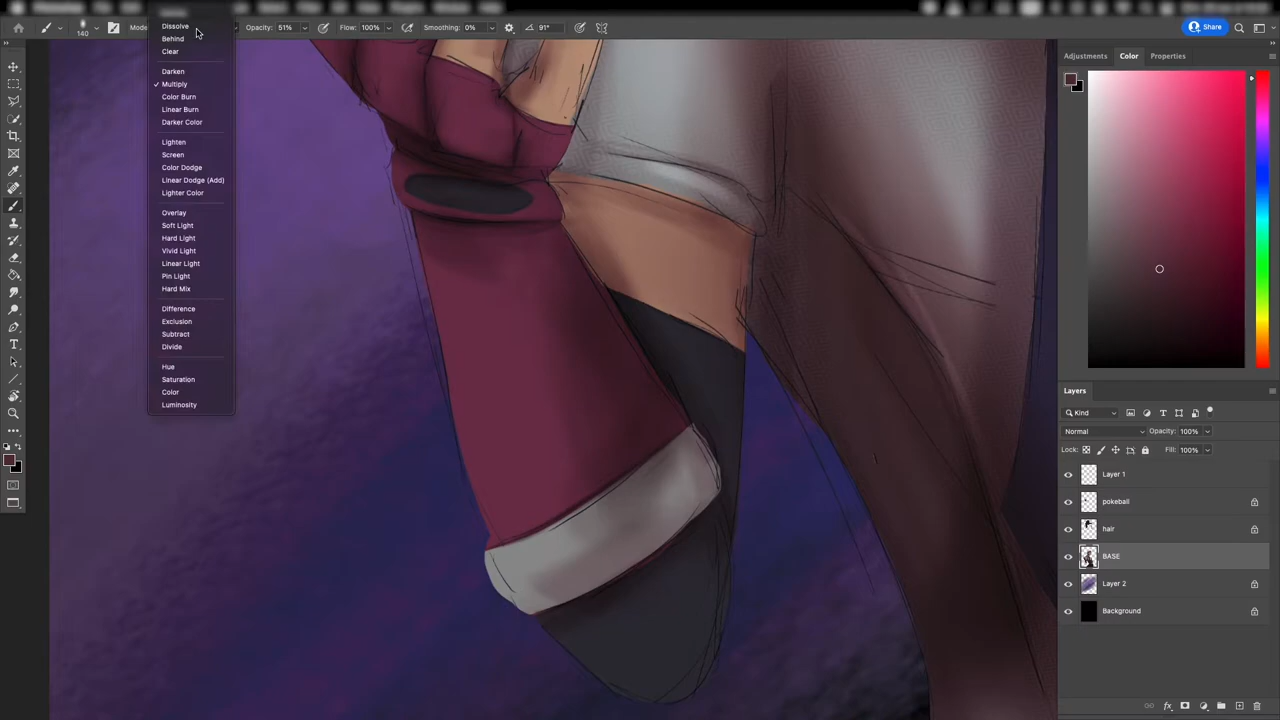 140
Mode
Opacity: 51%
Flow: 100%
Smoothing: 0%
91°
Share
Dissolve
Behind
Clear
Darken
✓ Multiply
Color Burn
Linear Burn
Darker Color
Lighten
Screen
Color Dodge
Linear Dodge (Add)
Lighter Color
Overlay
Soft Light
Hard Light
Vivid Light
Linear Light
Pin Light
Hard Mix
Difference
Exclusion
Subtract
Divide
Hue
Saturation
Color
Luminosity
Adjustments
Color
Properties
Layers
Kind
Normal
Opacity: 100%
Lock:
Fill: 100%
Layer 1
pokeball
hair
BASE
Layer 2
Background